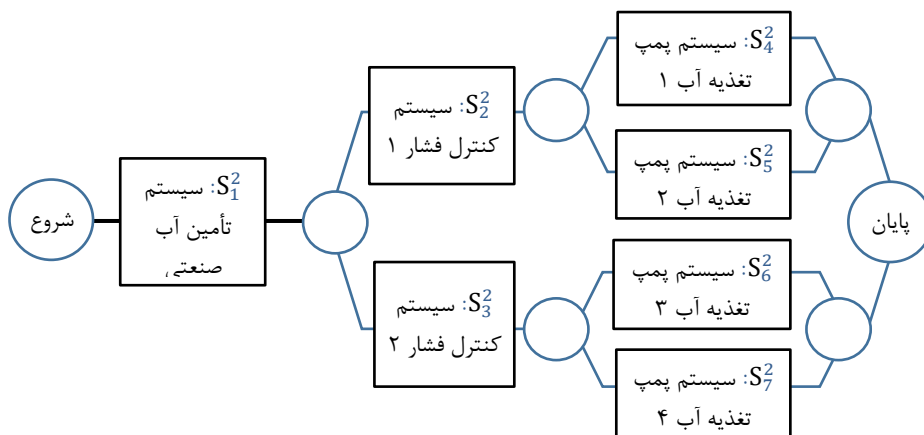 شروع
S₁²: سیستم
تأمین آب
صنعتی
S₂²: سیستم
کنترل فشار ۱
S₃²: سیستم
کنترل فشار ۲
S₄²: سیستم پمپ
تغذیه آب ۱
S₅²: سیستم پمپ
تغذیه آب ۲
S₆²: سیستم پمپ
تغذیه آب ۳
S₇²: سیستم پمپ
تغذیه آب ۴
پایان